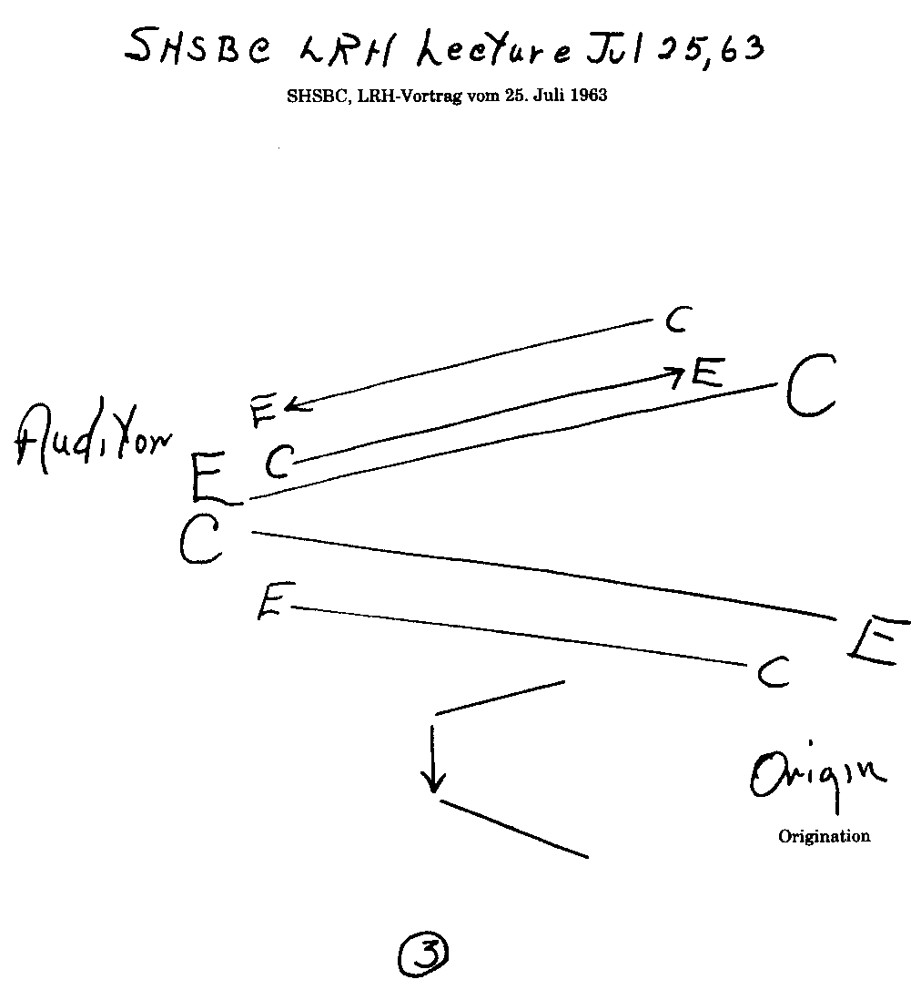 SHSBC LRH Lecture Jul 25, 63
SHSBC, LRH-Vortrag vom 25. Juli 1963
C
E
C
E
Auditor
E
C
C
E
E
C
Origin
Origination
3